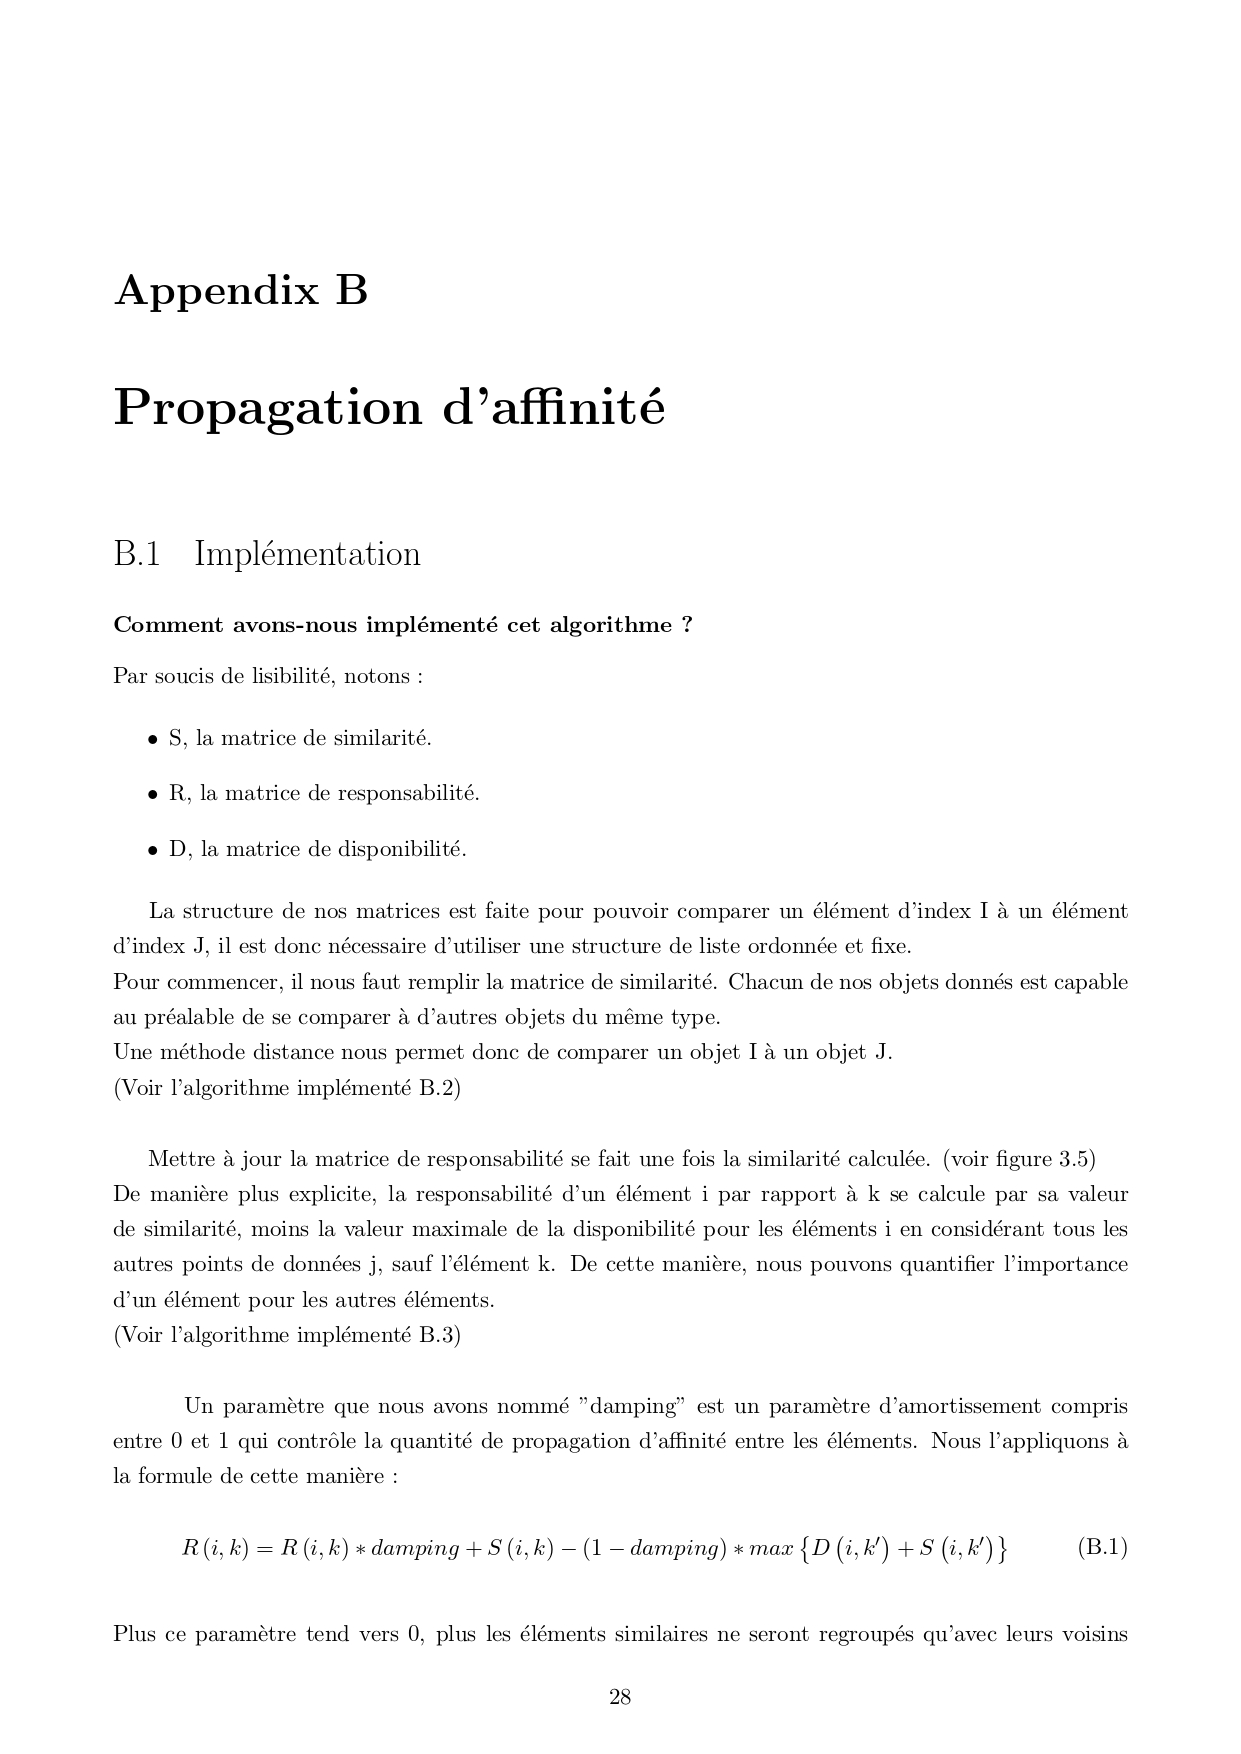 Appendix B
Propagation d'affinité
B.1 Implémentation
Comment avons-nous implémenté cet algorithme ?
Par soucis de lisibilité, notons :
• S, la matrice de similarité.
• R, la matrice de responsabilité.
• D, la matrice de disponibilité.
La structure de nos matrices est faite pour pouvoir comparer un élément d'index I à un élément
d'index J, il est donc nécessaire d'utiliser une structure de liste ordonnée et fixe.
Pour commencer, il nous faut remplir la matrice de similarité. Chacun de nos objets donnés est capable
au préalable de se comparer à d'autres objets du même type.
Une méthode distance nous permet donc de comparer un objet I à un objet J.
(Voir l'algorithme implémenté B.2)
Mettre à jour la matrice de responsabilité se fait une fois la similarité calculée. (voir figure 3.5)
De manière plus explicite, la responsabilité d'un élément i par rapport à k se calcule par sa valeur
de similarité, moins la valeur maximale de la disponibilité pour les éléments i en considérant tous les
autres points de données j, sauf l'élément k. De cette manière, nous pouvons quantifier l'importance
d'un élément pour les autres éléments.
(Voir l'algorithme implémenté B.3)
Un paramètre que nous avons nommé ”damping” est un paramètre d'amortissement compris
entre 0 et 1 qui contrôle la quantité de propagation d'affinité entre les éléments. Nous l'appliquons à
la formule de cette manière :
R (i, k) = R (i, k) ∗ damping + S (i, k) − (1 − damping) ∗ max {D (i, k′) + S (i, k′)} (B.1)
Plus ce paramètre tend vers 0, plus les éléments similaires ne seront regroupés qu'avec leurs voisins
28